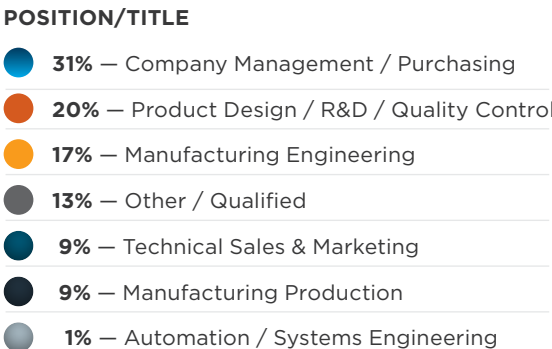 POSITION/TITLE
31% — Company Management / Purchasing
20% — Product Design / R&D / Quality Control
17% — Manufacturing Engineering
13% — Other / Qualified
9% — Technical Sales & Marketing
9% — Manufacturing Production
1% — Automation / Systems Engineering